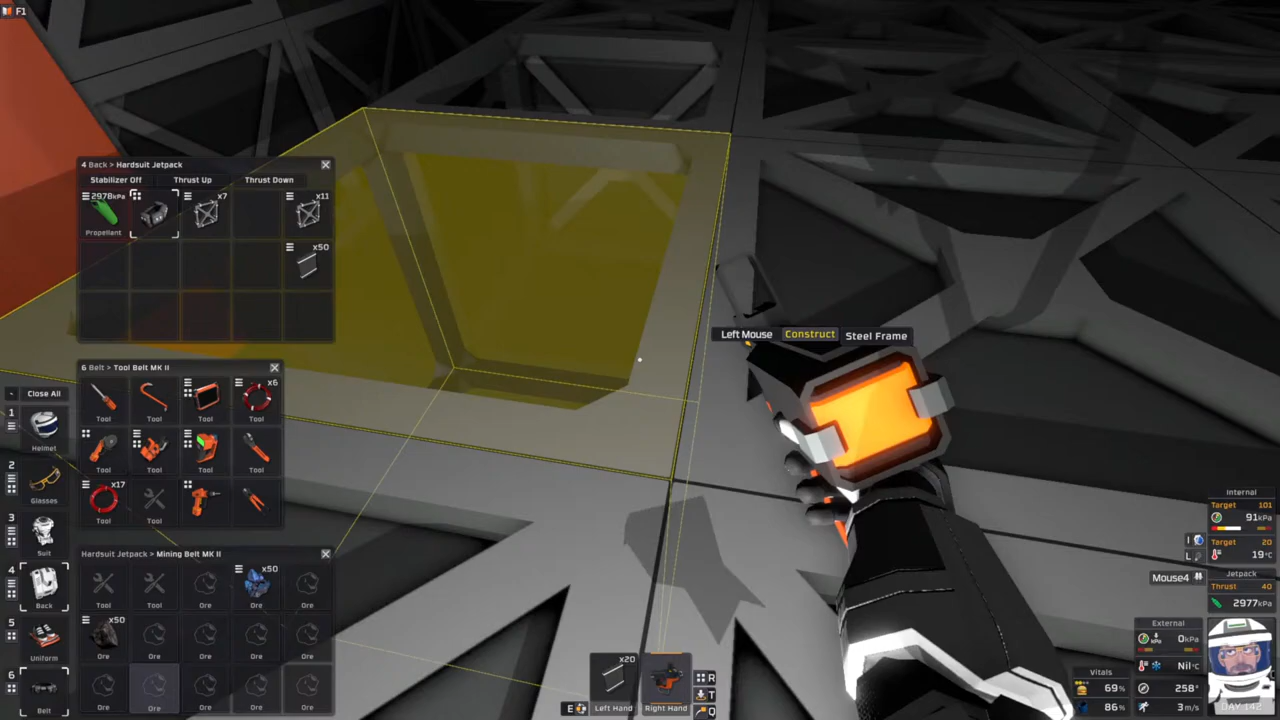 F1
4 Back > Hardsuit Jetpack
Stabilizer Off Thrust Up Thrust Down
2978kPa x7 x11
Propellant
x50
6 Belt > Tool Belt MK II
x6
Tool Tool Tool Tool
Tool Tool Tool Tool
x17
Tool Tool Tool Tool
Close All
1
Helmet
2
Glasses
3
Suit
4
Back
5
Uniform
6
Belt
Hardsuit Jetpack > Mining Belt MK II
x50
Tool Tool Ore Ore Ore
x50
Ore Ore Ore Ore Ore
Ore Ore Ore Ore Ore
Left Mouse Construct Steel Frame
x20
E Left Hand Right Hand
R
T
Q
Internal
Target 101
91kPa
Target 20
19°C
I
L
Jetpack
Mouse4
Thrust 40
2977kPa
External
0kPa
Nil°C
Vitals
69%
86%
258°
3m/s
DAY 142